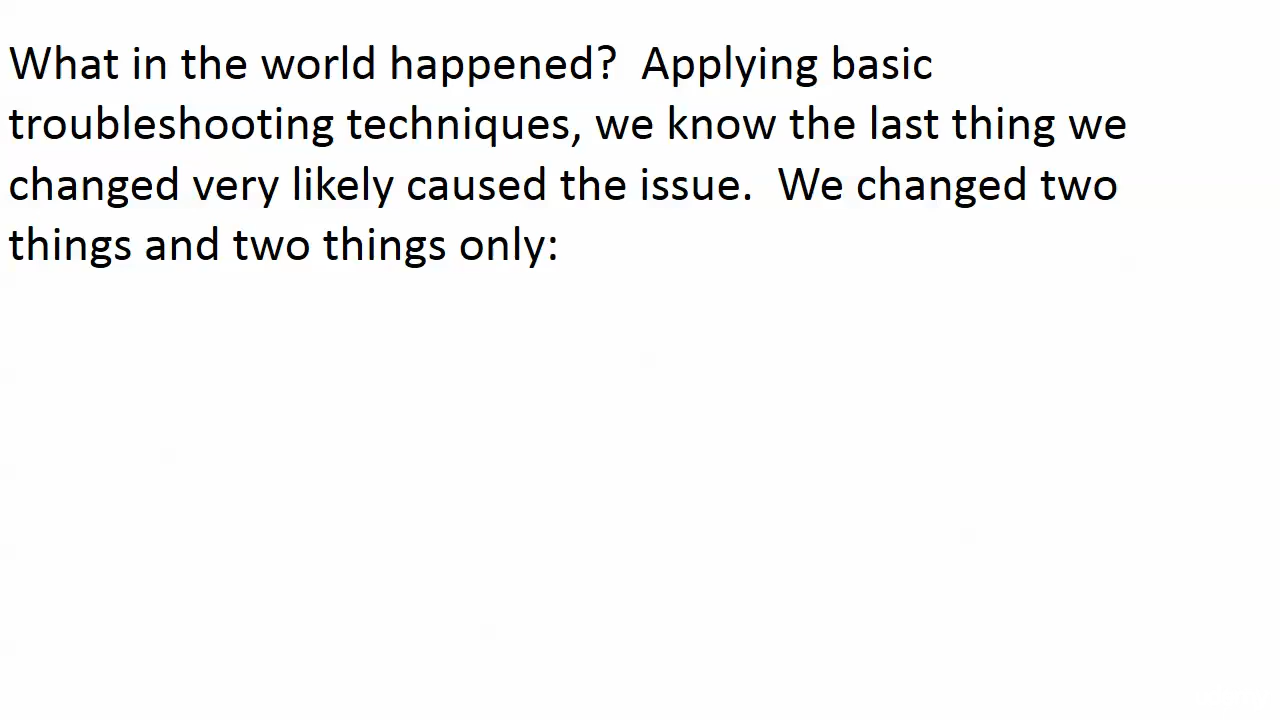 What in the world happened?  Applying basic
troubleshooting techniques, we know the last thing we
changed very likely caused the issue.  We changed two
things and two things only: